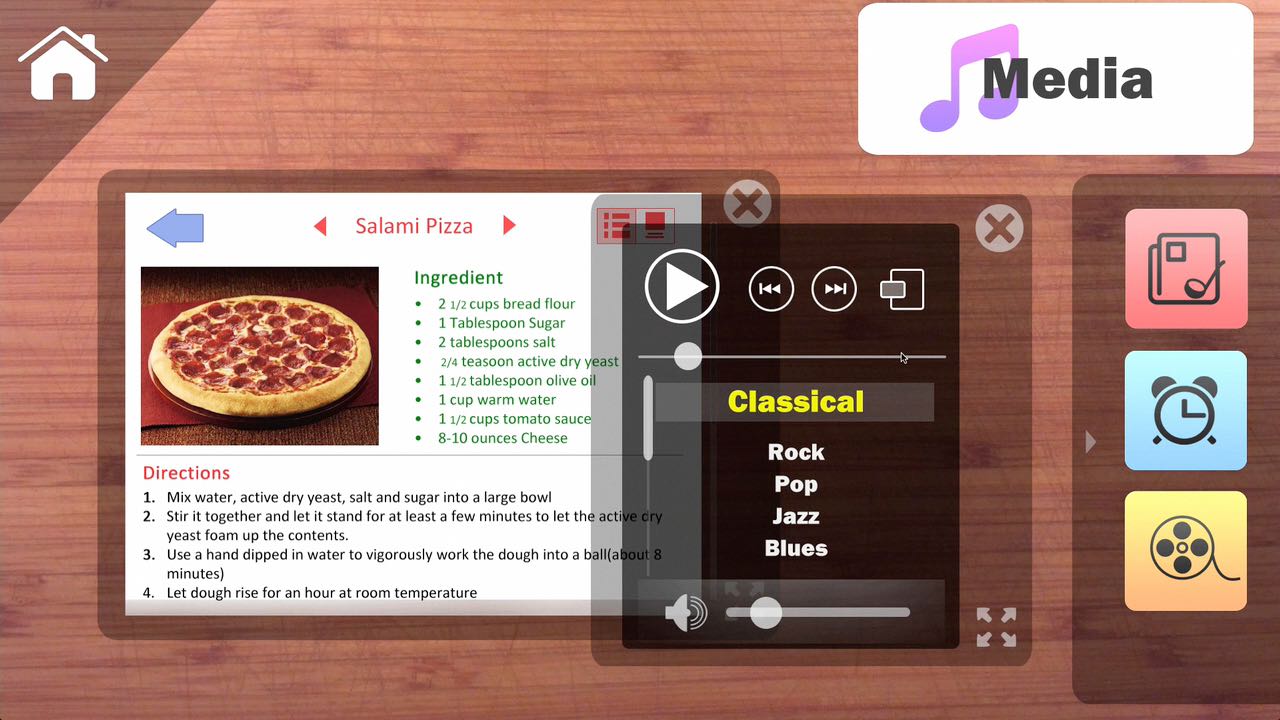 Media
Salami Pizza
Ingredient
• 2 1/2 cups bread flour
• 1 Tablespoon Sugar
• 2 tablespoons salt
• 2/4 teasoon active dry yeast
• 1 1/2 tablespoon olive oil
• 1 cup warm water
• 1 1/2 cups tomato sauce
• 8-10 ounces Cheese
Directions
1. Mix water, active dry yeast, salt and sugar into a large bowl
2. Stir it together and let it stand for at least a few minutes to let the active dry
yeast foam up the contents.
3. Use a hand dipped in water to vigorously work the dough into a ball(about 8
minutes)
4. Let dough rise for an hour at room temperature
Classical
Rock
Pop
Jazz
Blues